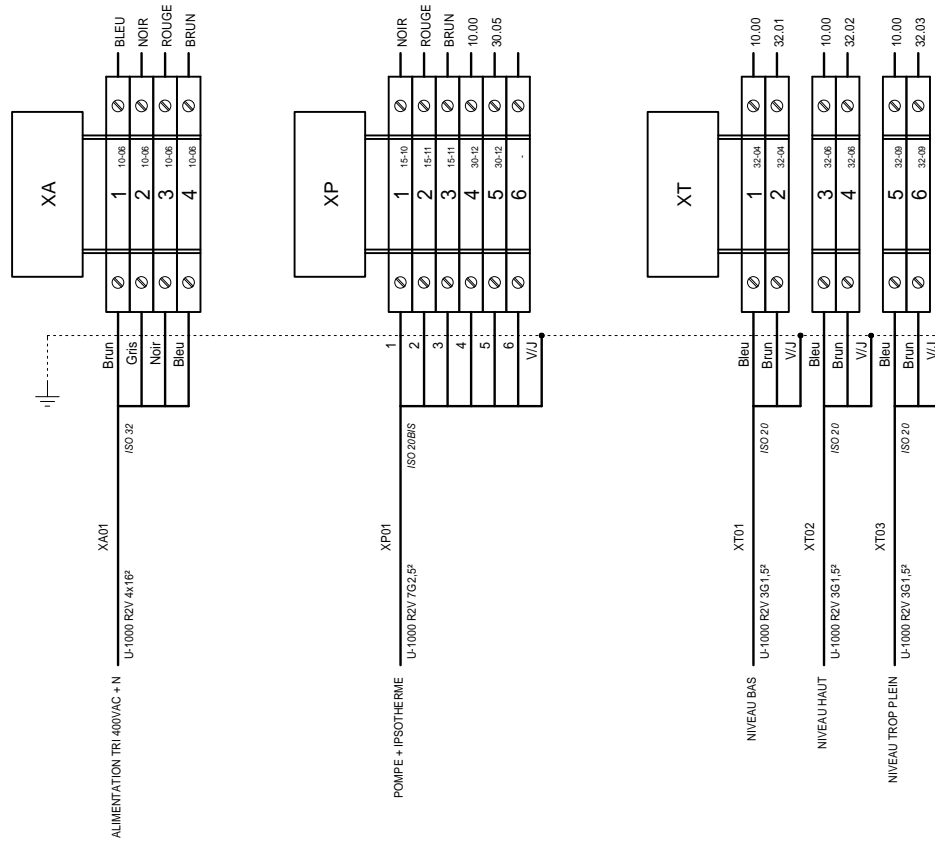 XA
1 10-06 BLEU
2 10-06 NOIR
3 10-06 ROUGE
4 10-06 BRUN
Brun
Gris
Noir
Bleu
ISO 32
XA01
U-1000 R2V 4x16²
ALIMENTATION TRI 400VAC + N
XP
1 15-10 NOIR
2 15-11 ROUGE
3 15-11 BRUN
4 30-12 10.00
5 30-12 30.05
6 -
1
2
3
4
5
6
V/J
ISO 20BIS
XP01
U-1000 R2V 7G2,5²
POMPE + IPSOTHERME
XT
1 32-04 10.00
2 32-04 32.01
Bleu
Brun
V/J
ISO 20
XT01
U-1000 R2V 3G1,5²
NIVEAU BAS
3 32-06 10.00
4 32-06 32.02
Bleu
Brun
V/J
ISO 20
XT02
U-1000 R2V 3G1,5²
NIVEAU HAUT
5 32-09 10.00
6 32-09 32.03
Bleu
Brun
V/J
ISO 20
XT03
U-1000 R2V 3G1,5²
NIVEAU TROP PLEIN